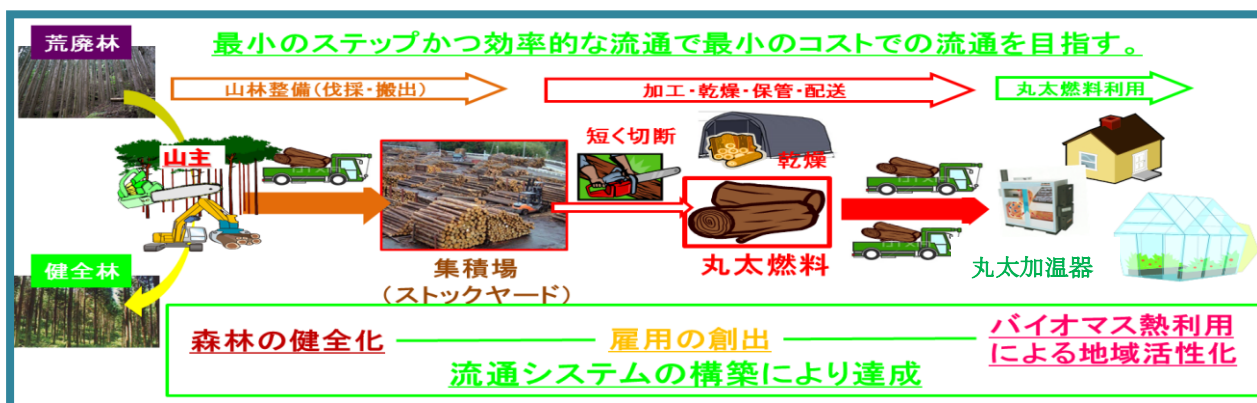 荒廃林
最小のステップかつ効率的な流通で最小のコストでの流通を目指す。
山林整備(伐採・搬出)
加工・乾燥・保管・配送
丸太燃料利用
山主
短く切断
乾燥
健全林
集積場
(ストックヤード)
丸太燃料
丸太加温器
森林の健全化
雇用の創出
バイオマス熱利用
による地域活性化
流通システムの構築により達成